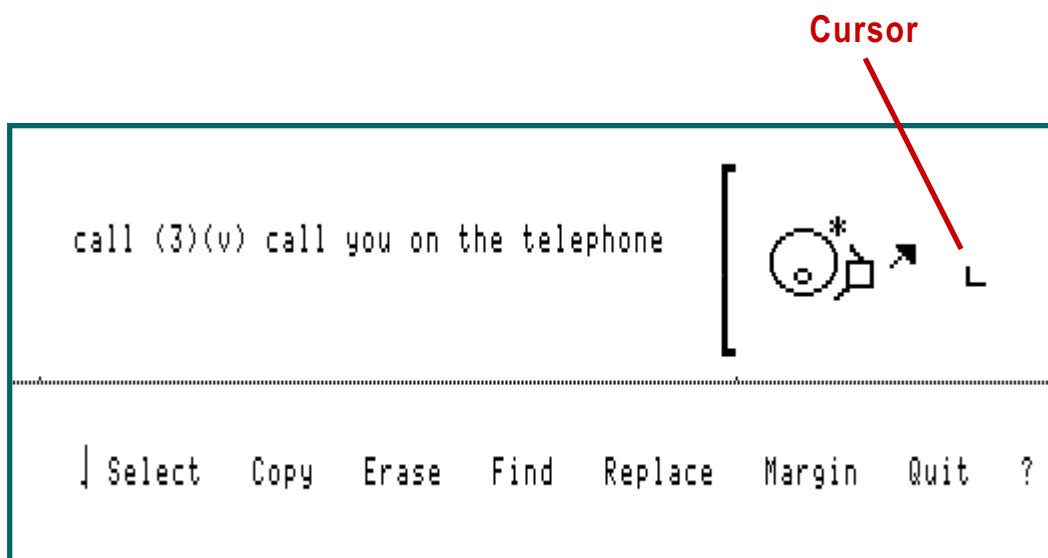 Cursor
call (3)(v) call you on the telephone
Select Copy Erase Find Replace Margin Quit ?